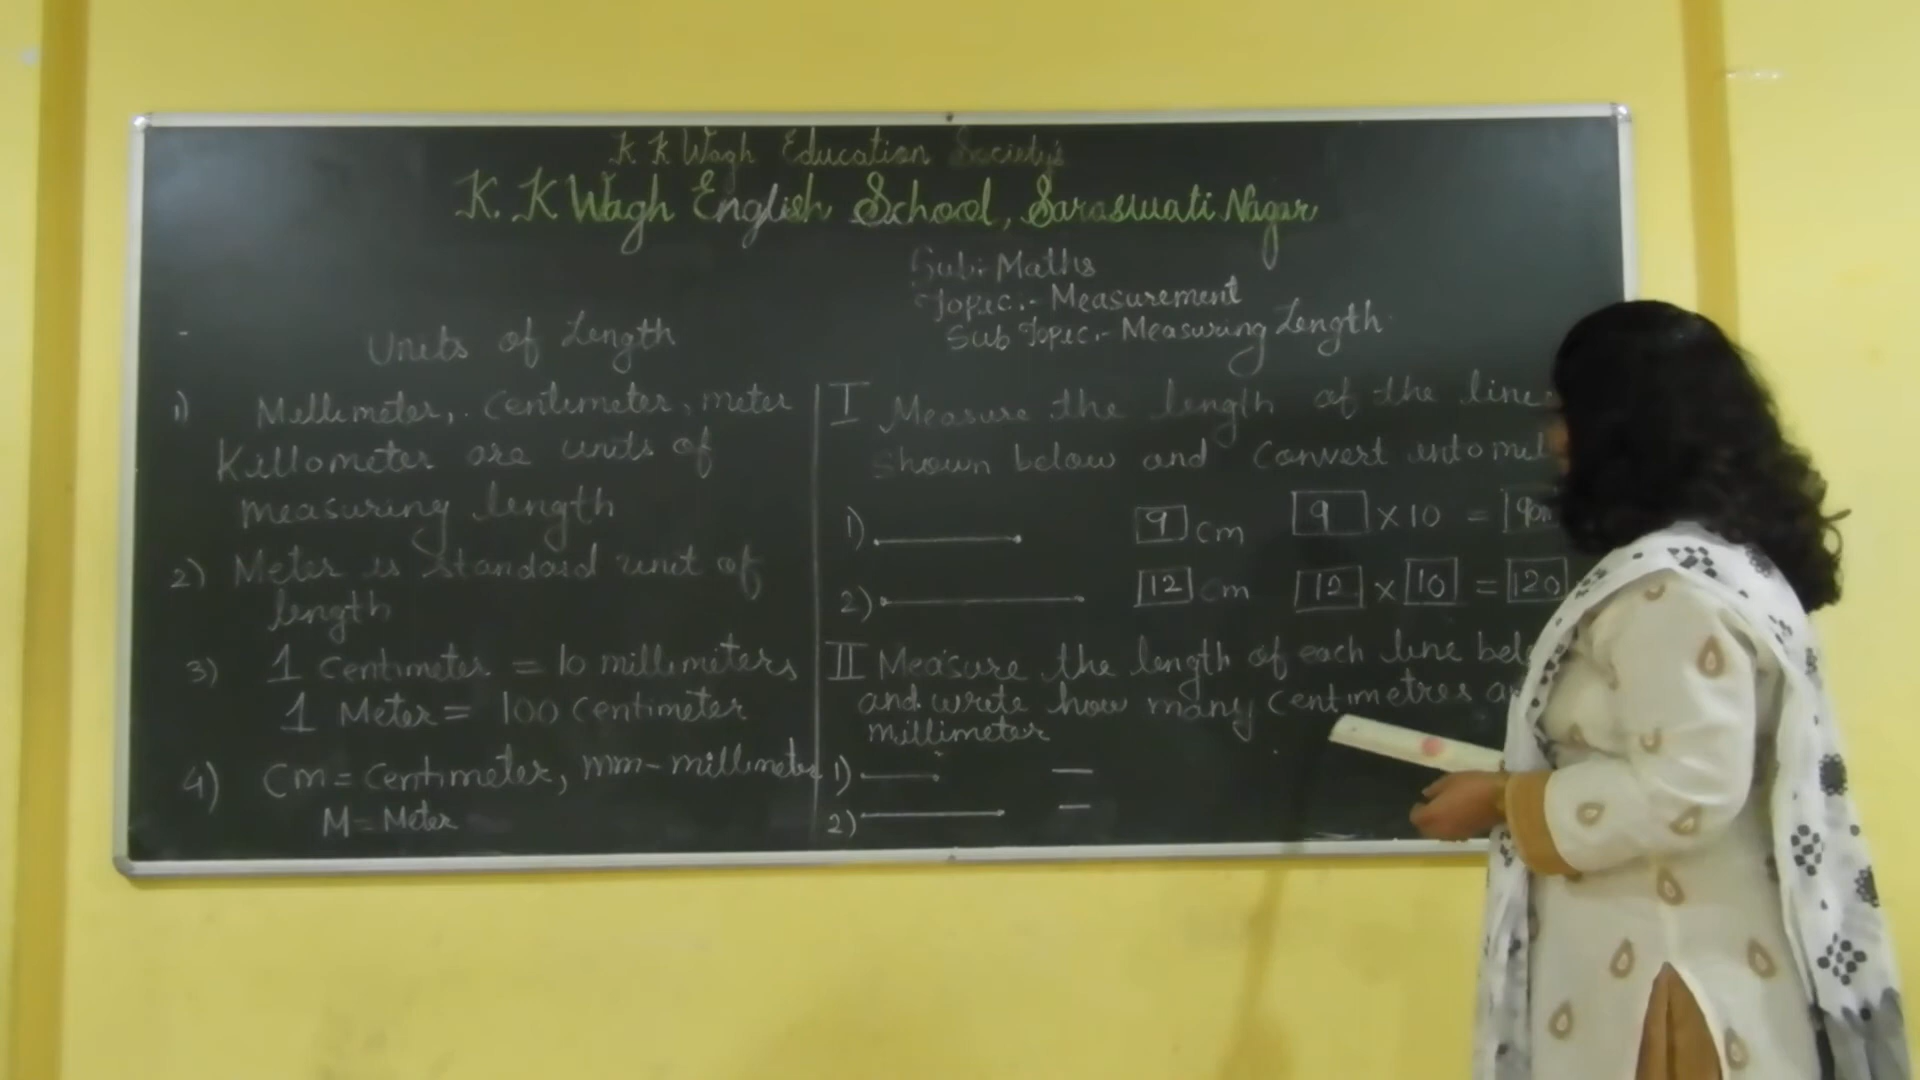 K K Wagh Education Society's
K. K Wagh English School, Saraswati Nagar
Sub:- Maths
Topic:- Measurement
Sub Topic:- Measuring Length
Units of Length
1) Millimeter, Centimeter, meter
Killometer are units of
measuring length
2) Meter is standard unit of
length
3) 1 Centimeter = 10 millimeters
1 Meter = 100 Centimeter
4) Cm = Centimeter, mm - millimeter
M = Meter
I Measure the length of the line
shown below and convert into
1) 9 cm 9 × 10 =
2) 12 cm 12 × 10 = 120
II Measure the length of each line
and write how many centimetres
millimeter
1)
2)